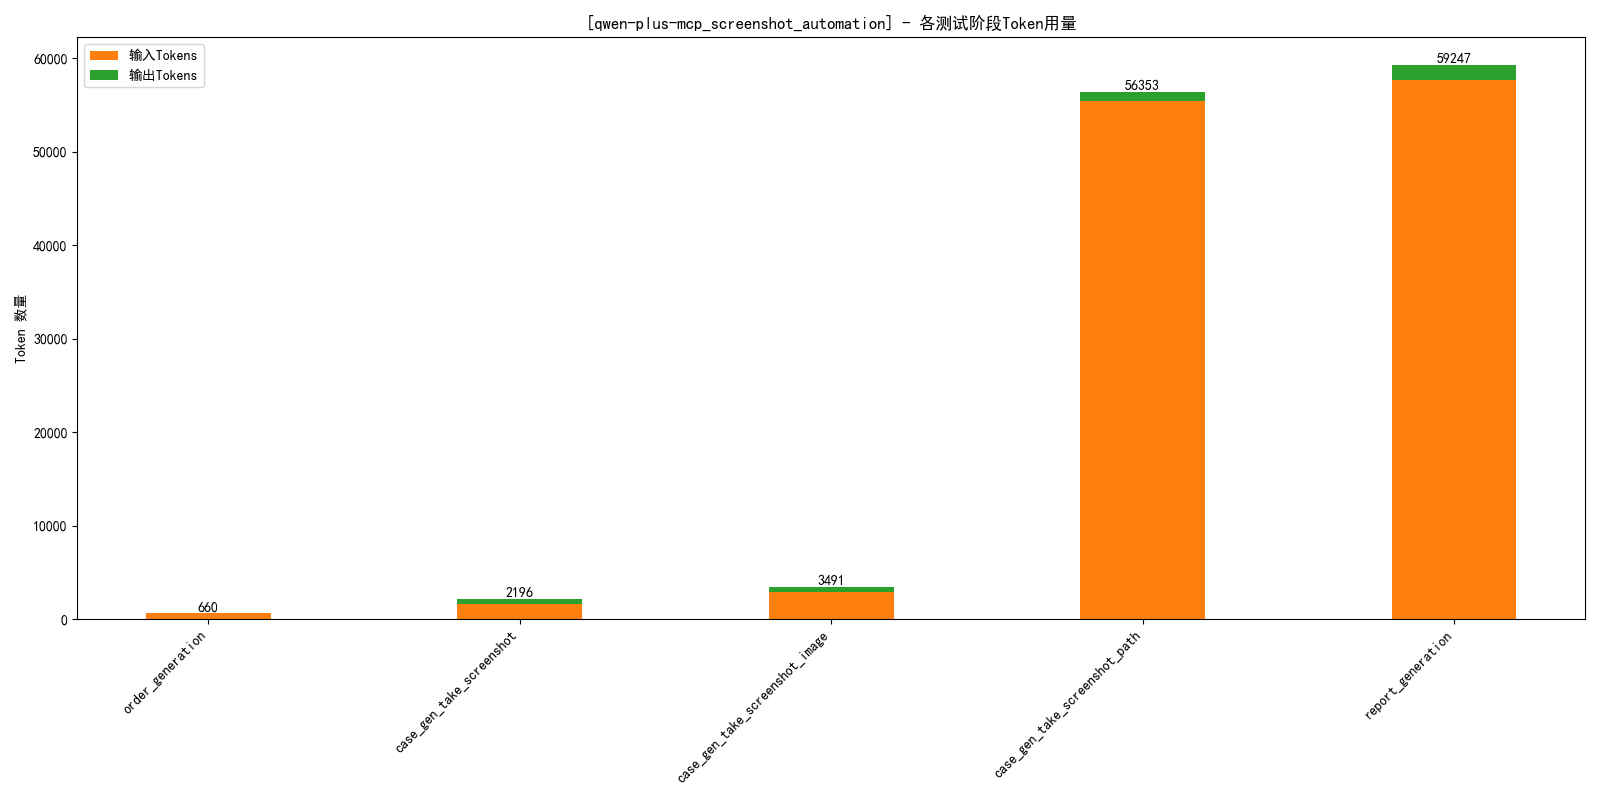 [qwen-plus-mcp_screenshot_automation] - 各测试阶段Token用量
输入Tokens
输出Tokens
Token 数量
60000
50000
40000
30000
20000
10000
0
660
2196
3491
56353
59247
order_generation
case_gen_take_screenshot
case_gen_take_screenshot_image
case_gen_take_screenshot_path
report_generation